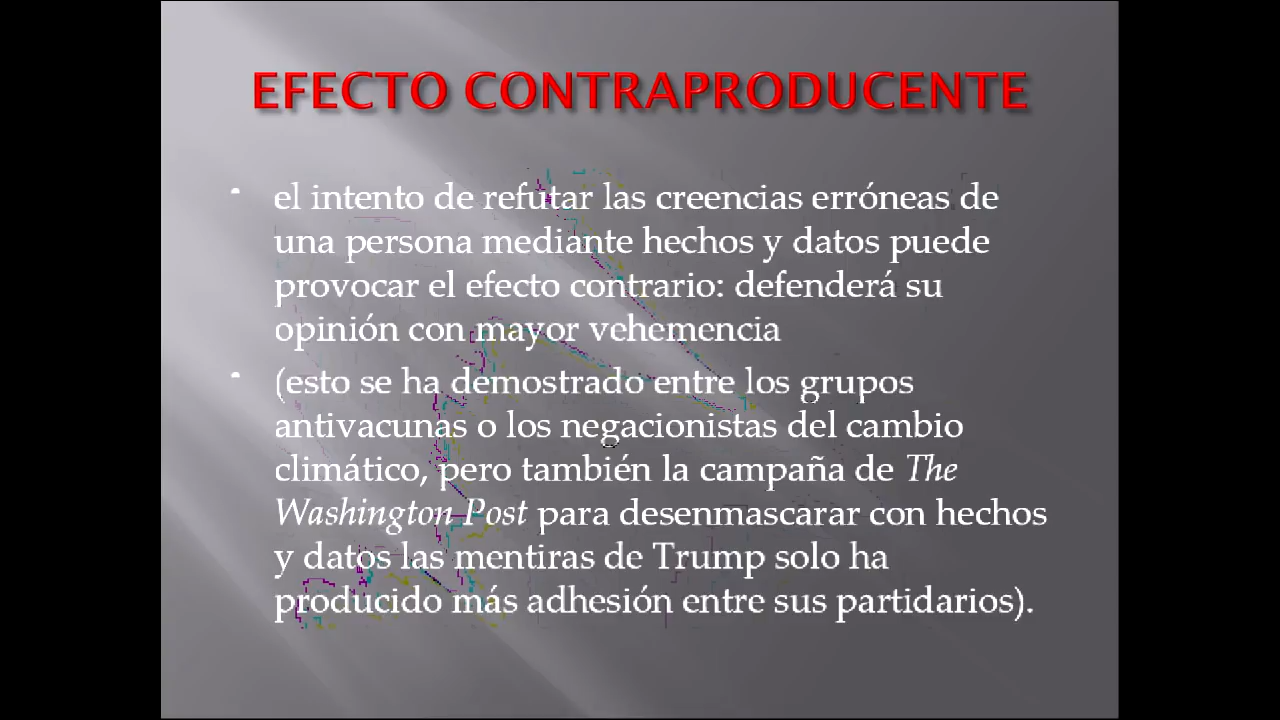 EFECTO CONTRAPRODUCENTE
• el intento de refutar las creencias erróneas de
una persona mediante hechos y datos puede
provocar el efecto contrario: defenderá su
opinión con mayor vehemencia
• (esto se ha demostrado entre los grupos
antivacunas o los negacionistas del cambio
climático, pero también la campaña de The
Washington Post para desenmascarar con hechos
y datos las mentiras de Trump solo ha
producido más adhesión entre sus partidarios).